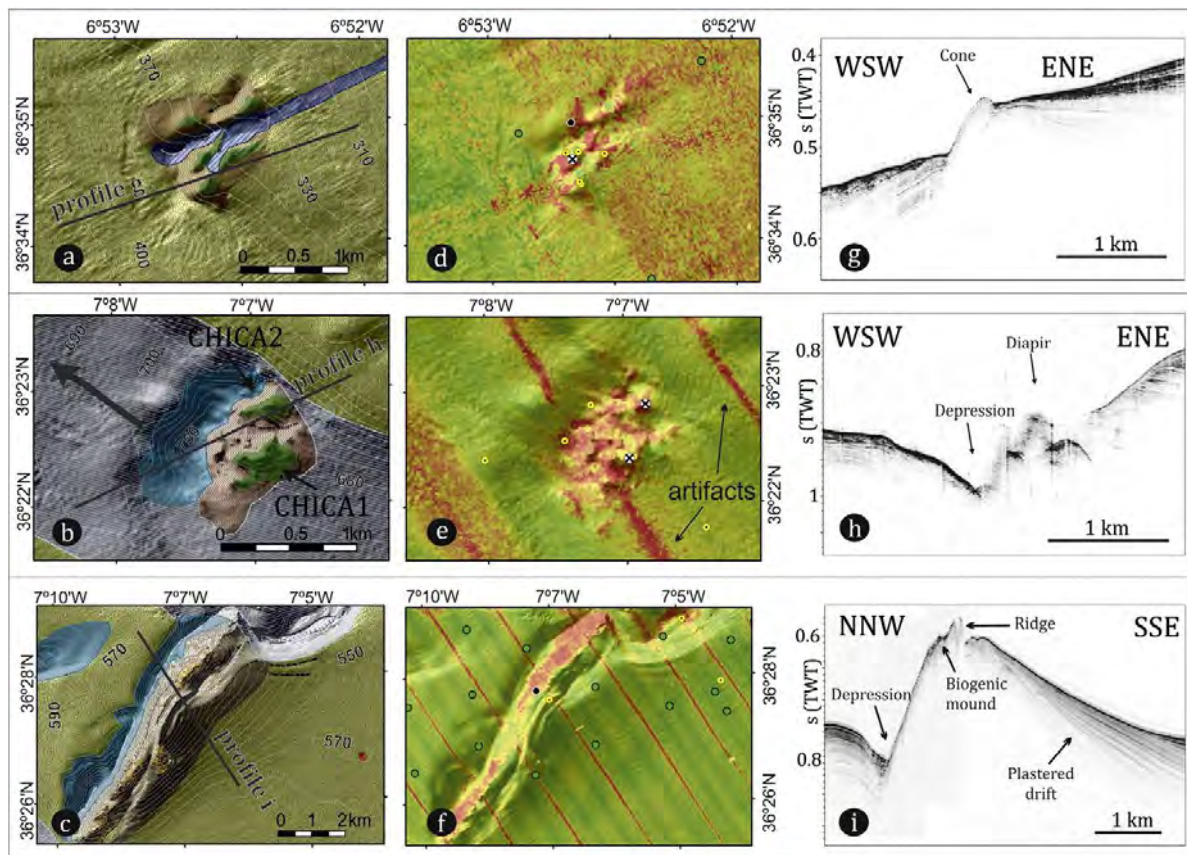 6°53'W
6°52'W
36°35'N
36°34'N
370
310
330
400
profile g
0 0.5 1km
a
6°53'W
6°52'W
36°35'N
36°34'N
d
0.4
0.5
0.6
s (TWT)
WSW
Cone
ENE
g
1 km
7°8'W
7°7'W
36°23'N
36°22'N
690
700
CHICA2
profile h
660
CHICA1
0 0.5 1km
b
7°8'W
7°7'W
36°23'N
36°22'N
artifacts
e
0.8
1
s (TWT)
WSW
ENE
Diapir
Depression
h
1 km
7°10'W
7°7'W
7°5'W
36°28'N
36°26'N
570
550
590
570
profile i
0 1 2km
c
7°10'W
7°7'W
7°5'W
36°28'N
36°26'N
f
0.6
0.8
s (TWT)
NNW
SSE
Ridge
Biogenic
mound
Depression
Plastered
drift
i
1 km